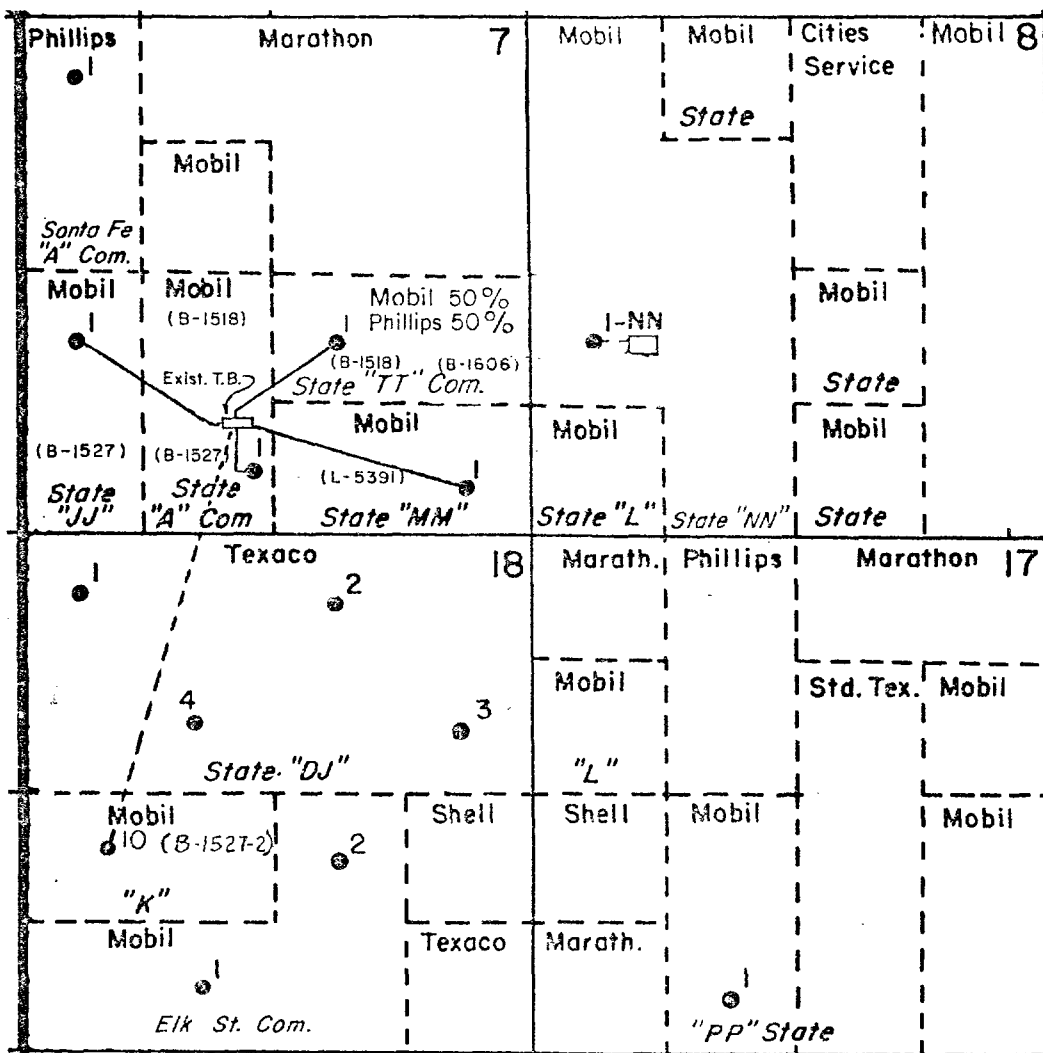 Phillips
Marathon
7
Mobil
Mobil
Cities
Service
Mobil
8
1
State
Mobil
Santa Fe
"A" Com.
Mobil
Mobil
(B-1518)
Mobil 50%
Phillips 50%
Mobil
1
1
1-NN
(B-1518)
(B-1606)
State "TT" Com.
Exist. T.B.
State
Mobil
Mobil
Mobil
(B-1527)
(B-1527)
1
(L-5391)
1
State
"JJ"
State
"A" Com
State "MM"
State "L"
State "NN"
State
Texaco
18
Marath.
Phillips
Marathon
17
1
2
Mobil
Std. Tex.
Mobil
4
3
State "DJ"
"L"
Mobil
Shell
Shell
Mobil
Mobil
10 (B-1527-2)
2
"K"
Mobil
Texaco
Marath.
1
1
Elk St. Com.
"PP" State